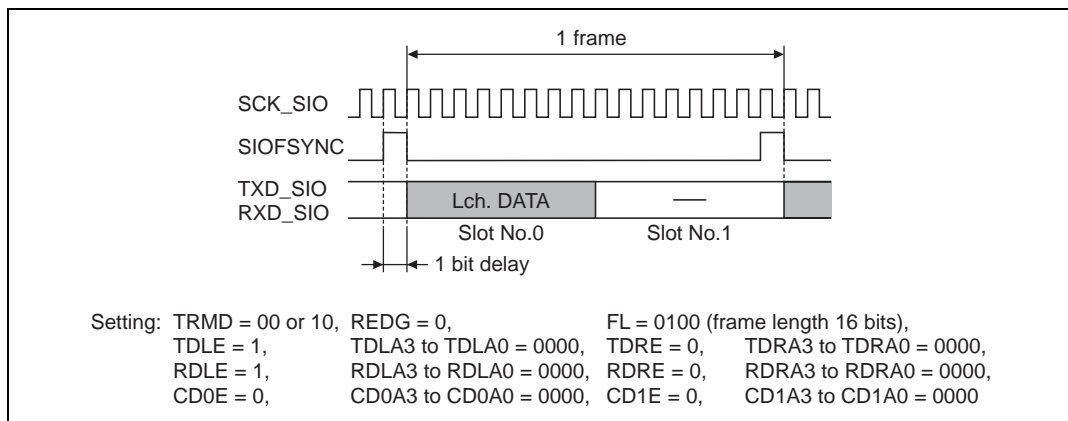 1 frame
SCK_SIO
SIOFSYNC
TXD_SIO
RXD_SIO
Lch. DATA
—
Slot No.0 Slot No.1
1 bit delay
Setting: TRMD = 00 or 10, REDG = 0, FL = 0100 (frame length 16 bits),
TDLE = 1, TDLA3 to TDLA0 = 0000, TDRE = 0, TDRA3 to TDRA0 = 0000,
RDLE = 1, RDLA3 to RDLA0 = 0000, RDRE = 0, RDRA3 to RDRA0 = 0000,
CD0E = 0, CD0A3 to CD0A0 = 0000, CD1E = 0, CD1A3 to CD1A0 = 0000